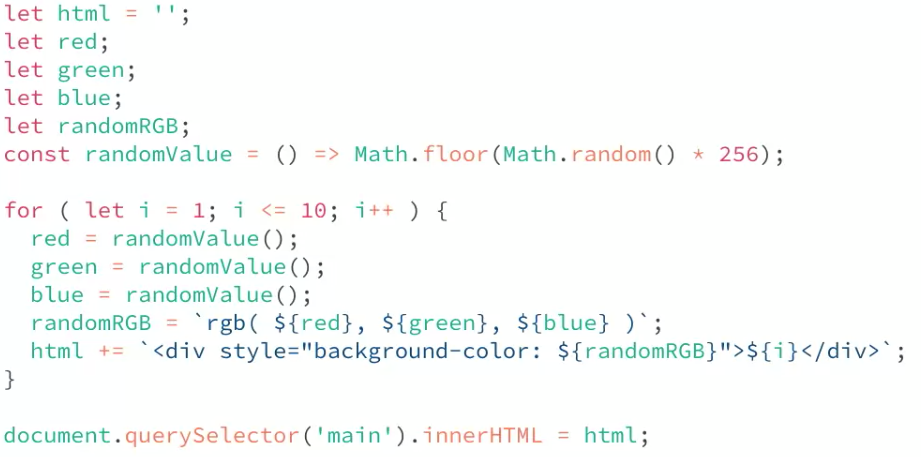 let html = '';
let red;
let green;
let blue;
let randomRGB;
const randomValue = () => Math.floor(Math.random() * 256);

for ( let i = 1; i <= 10; i++ ) {
  red = randomValue();
  green = randomValue();
  blue = randomValue();
  randomRGB = `rgb( ${red}, ${green}, ${blue} )`;
  html += `<div style="background-color: ${randomRGB}">${i}</div>`;
}

document.querySelector('main').innerHTML = html;